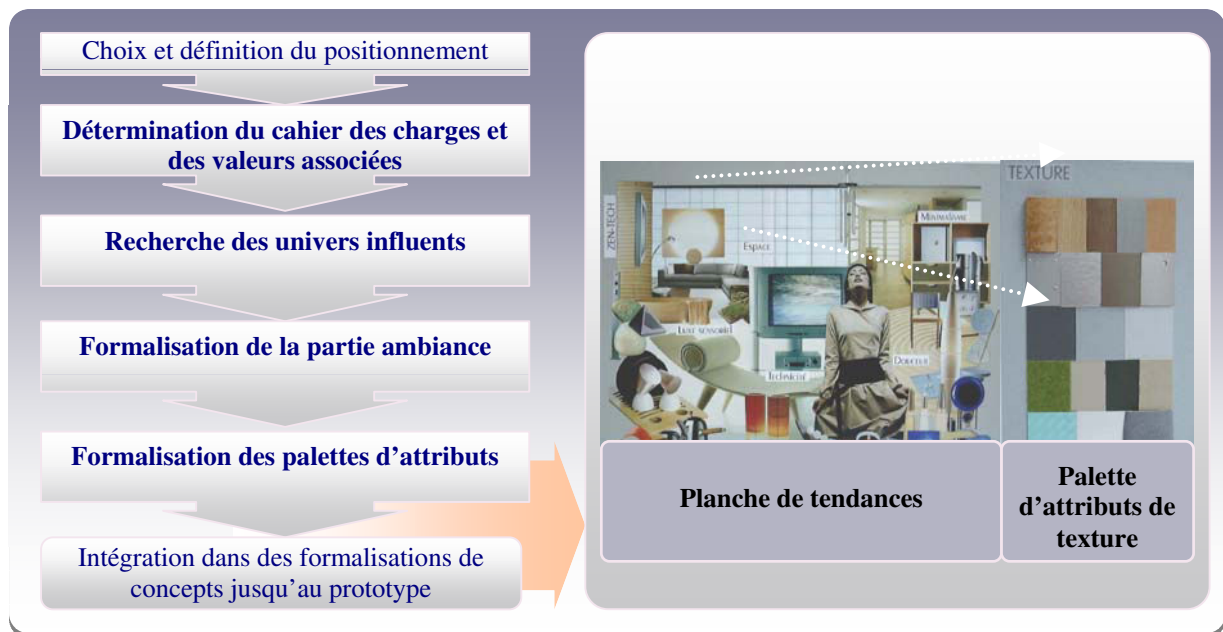 Choix et définition du positionnement
Détermination du cahier des charges et
des valeurs associées
Recherche des univers influents
Formalisation de la partie ambiance
Formalisation des palettes d'attributs
Intégration dans des formalisations de
concepts jusqu'au prototype
ZEN-TECH
ESPACE
MINIMALISME
LUXE SENSORIEL
TECHNICITÉ
DOUCEUR
TEXTURE
Planche de tendances
Palette
d'attributs de
texture